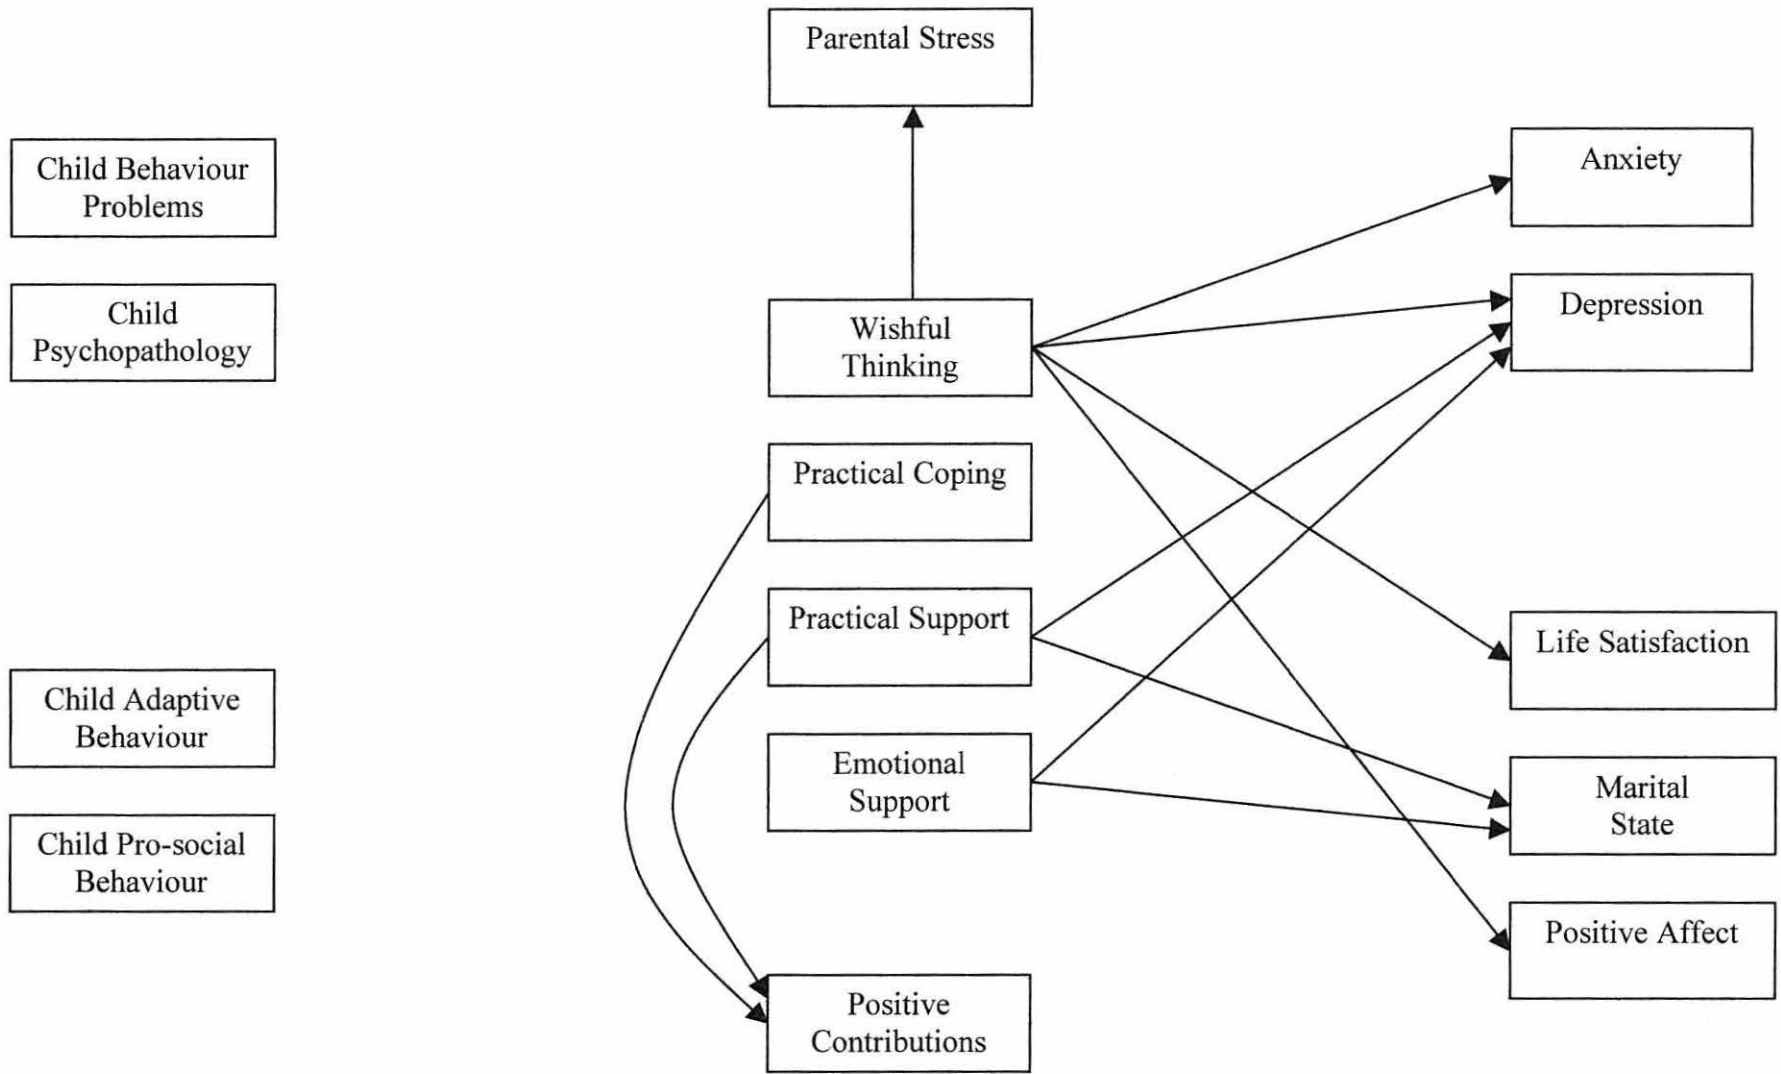 Parental Stress
Child Behaviour
Problems
Anxiety
Child
Psychopathology
Wishful
Thinking
Depression
Practical Coping
Practical Support
Life Satisfaction
Child Adaptive
Behaviour
Emotional
Support
Marital
State
Child Pro-social
Behaviour
Positive Affect
Positive
Contributions